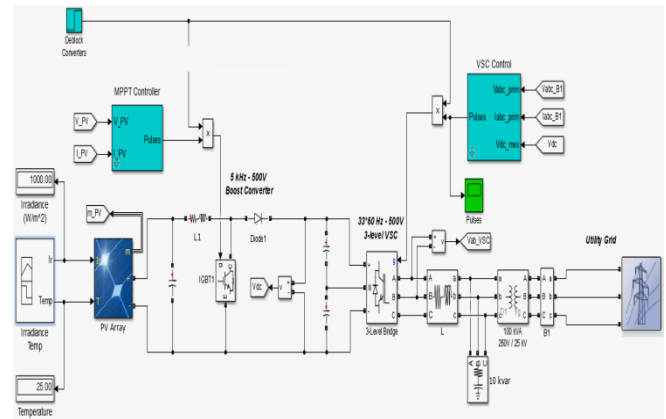 Deblock
Converters
MPPT Controller
V_PV
I_PV
V_PV
I_PV
Pulses
x
VSC Control
Vabc_prim
Iabc_prim
Vdc_mes
Pulses
Vabc_B1
Iabc_B1
Vdc
x
Pulses
1000.00
Irradiance
(W/m^2)
m_PV
5 kHz - 500V
Boost Converter
L1
Diode1
IGBT1
Vdc
v
33*60 Hz - 500V
3-level VSC
Vab_VSC
v
Utility Grid
Ir
Temp
Irradiance
Temp
PV Array
3-Level Bridge
g
A
B
C
L
A
B
C
100 kVA
260V / 25 kV
B1
10 kvar
25.00
Temperature